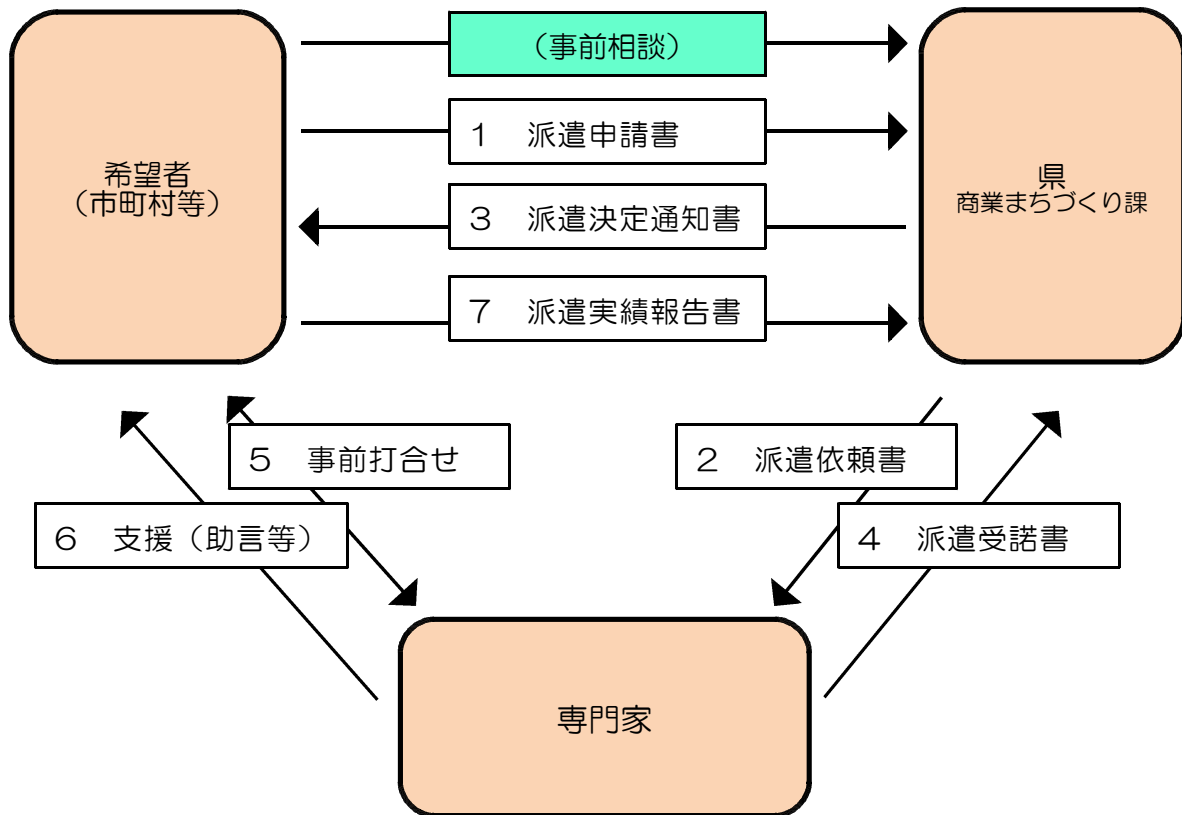 （事前相談）
１　派遣申請書
希望者
（市町村等）
県
商業まちづくり課
３　派遣決定通知書
７　派遣実績報告書
５　事前打合せ
２　派遣依頼書
６　支援（助言等）
４　派遣受諾書
専門家